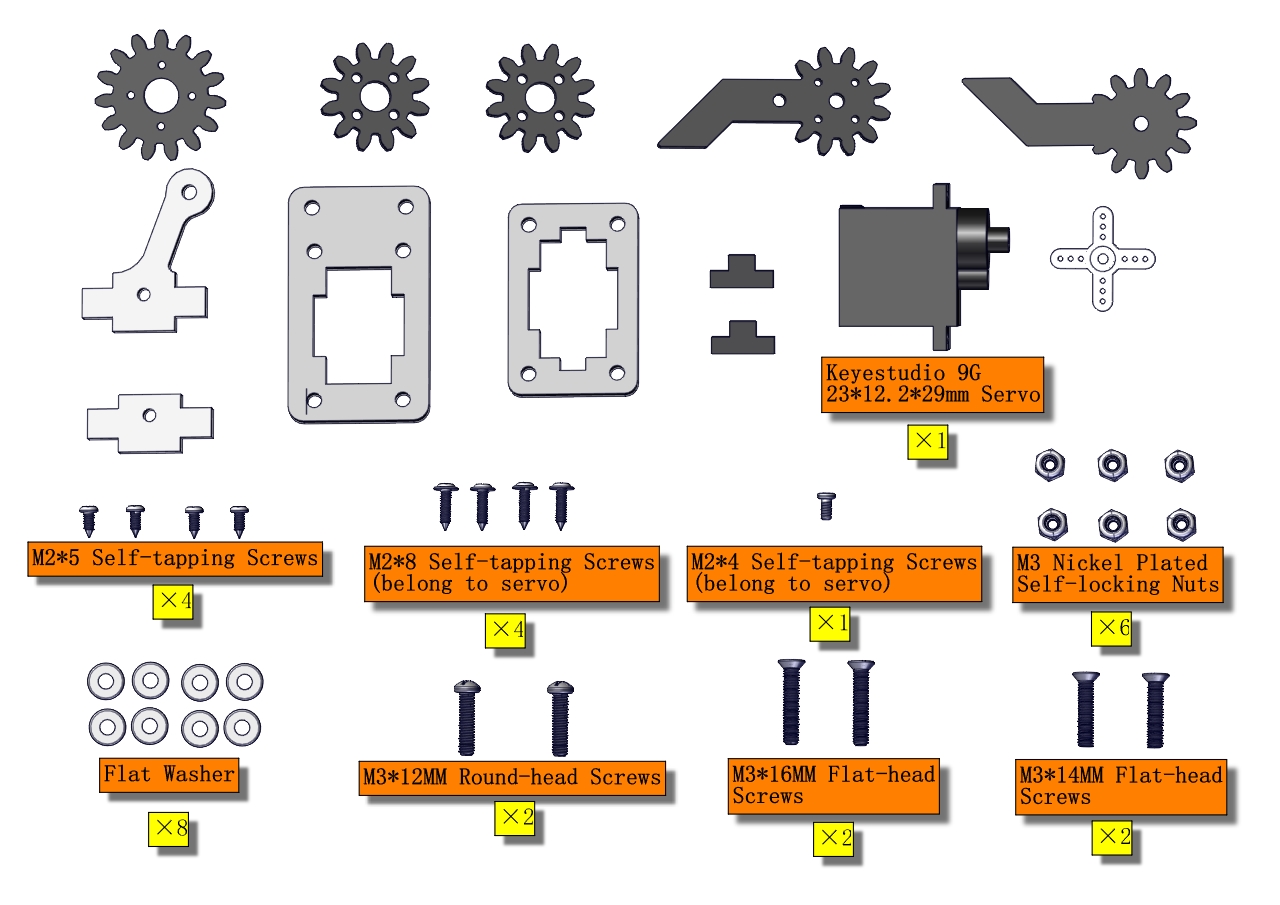 Keyestudio 9G
23*12.2*29mm Servo
×1
M2*5 Self-tapping Screws
×4
M2*8 Self-tapping Screws
(belong to servo)
×4
M2*4 Self-tapping Screws
(belong to servo)
×1
M3 Nickel Plated
Self-locking Nuts
×6
Flat Washer
×8
M3*12MM Round-head Screws
×2
M3*16MM Flat-head
Screws
×2
M3*14MM Flat-head
Screws
×2